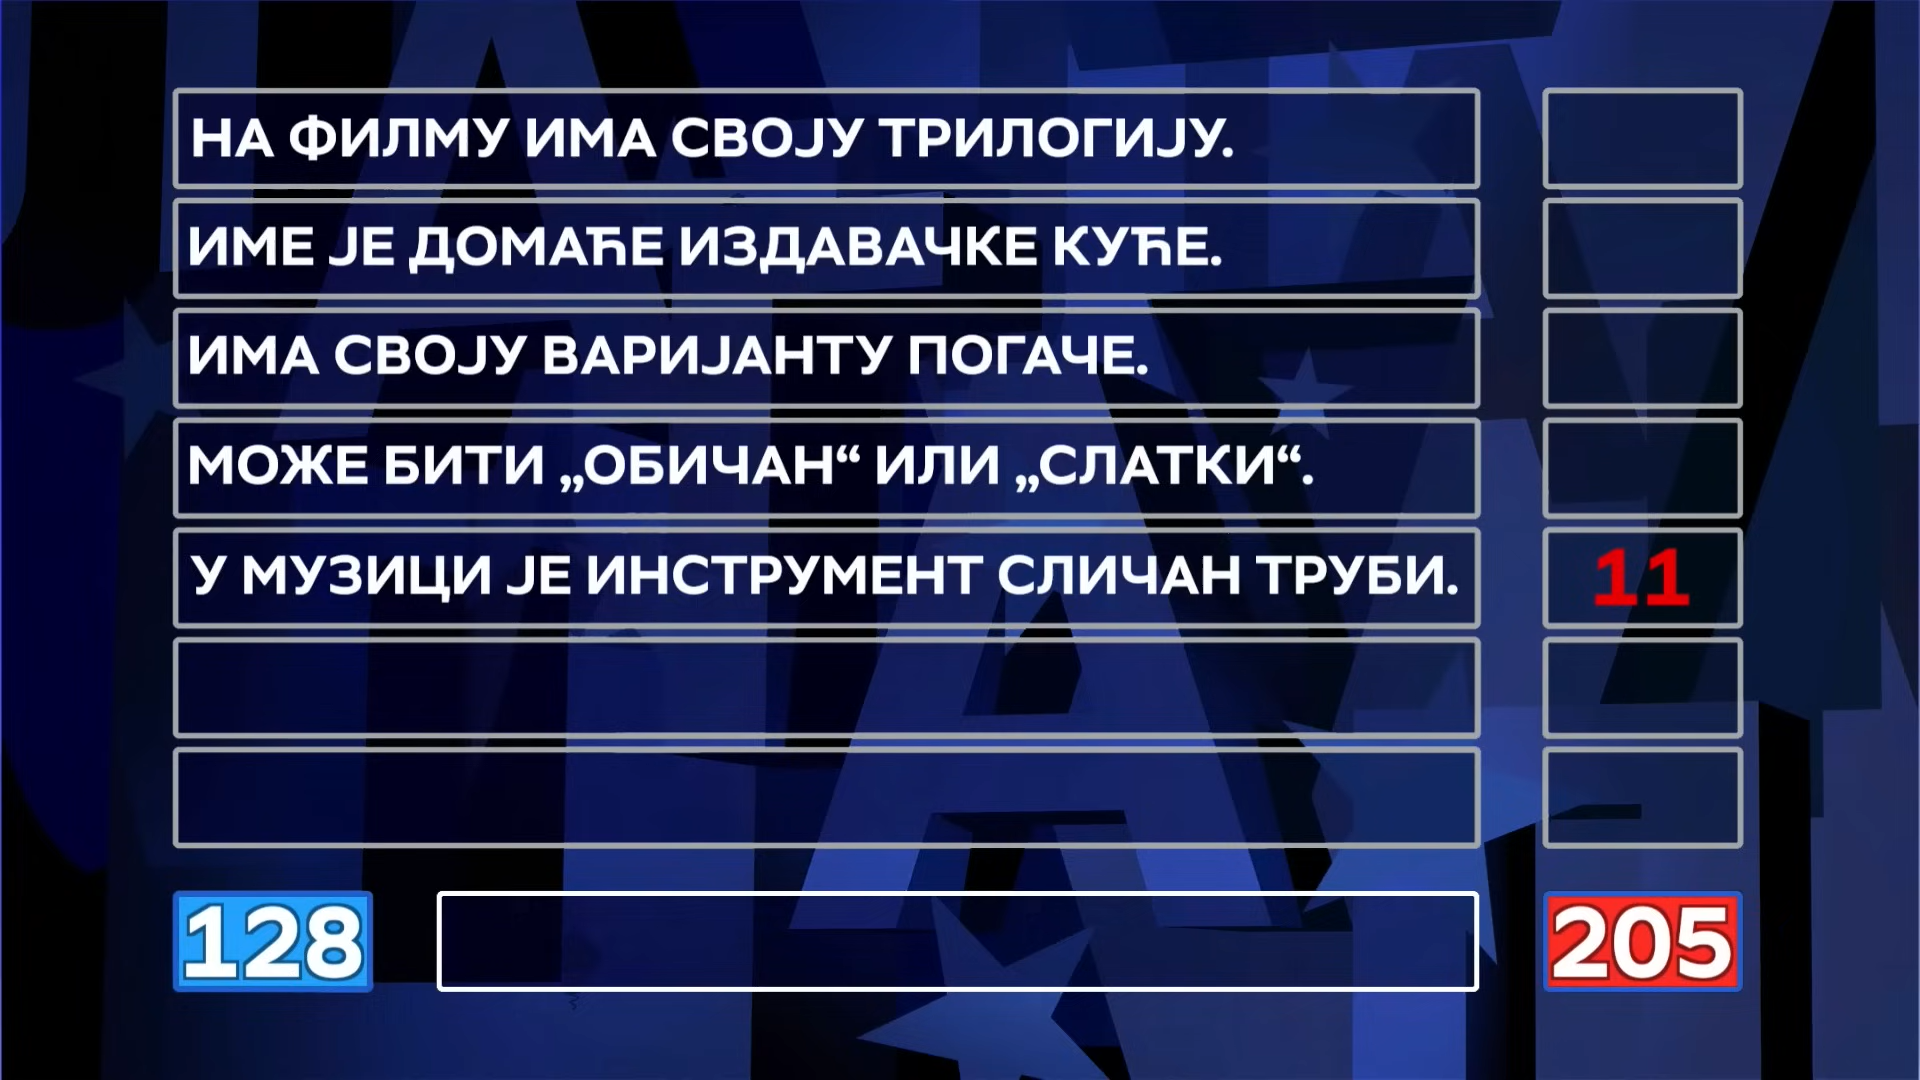 НА ФИЛМУ ИМА СВОЈУ ТРИЛОГИЈУ.
ИМЕ ЈЕ ДОМАЋЕ ИЗДАВАЧКЕ КУЋЕ.
ИМА СВОЈУ ВАРИЈАНТУ ПОГАЧЕ.
МОЖЕ БИТИ „ОБИЧАН“ ИЛИ „СЛАТКИ“.
У МУЗИЦИ ЈЕ ИНСТРУМЕНТ СЛИЧАН ТРУБИ. 11
128 205